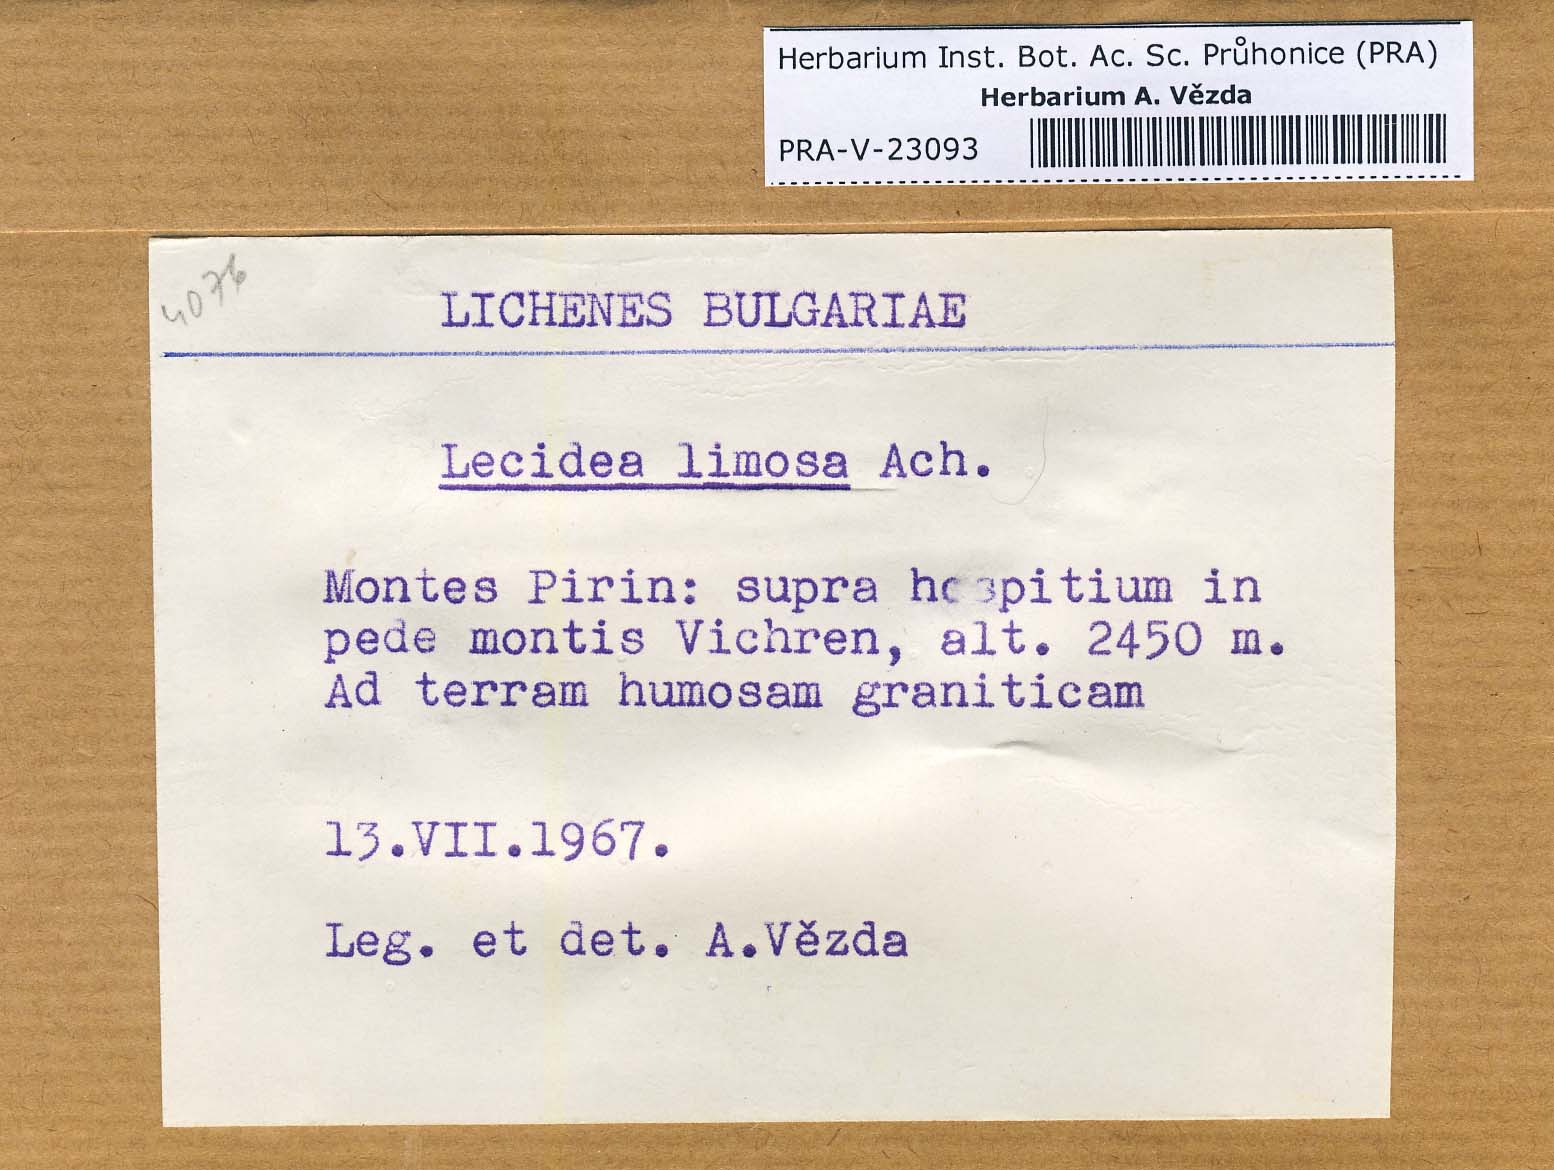 Herbarium Inst. Bot. Ac. Sc. Průhonice (PRA)
Herbarium A. Vězda
PRA-V-23093
4076
LICHENES BULGARIAE
Lecidea limosa Ach.
Montes Pirin: supra hospitium in
pede montis Vichren, alt. 2450 m.
Ad terram humosam graniticam
13.VII.1967.
Leg. et det. A.Vězda